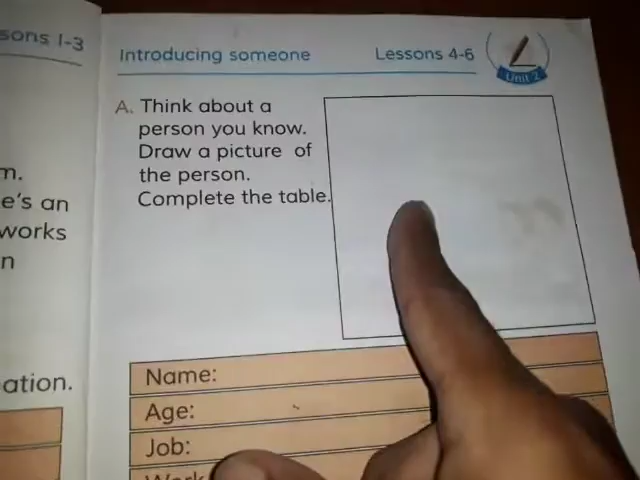 sons 1-3
m.
e's an
works
n
ation.
Introducing someone
Lessons 4-6
Unit 2
A. Think about a
person you know.
Draw a picture of
the person.
Complete the table.
Name:
Age:
Job: